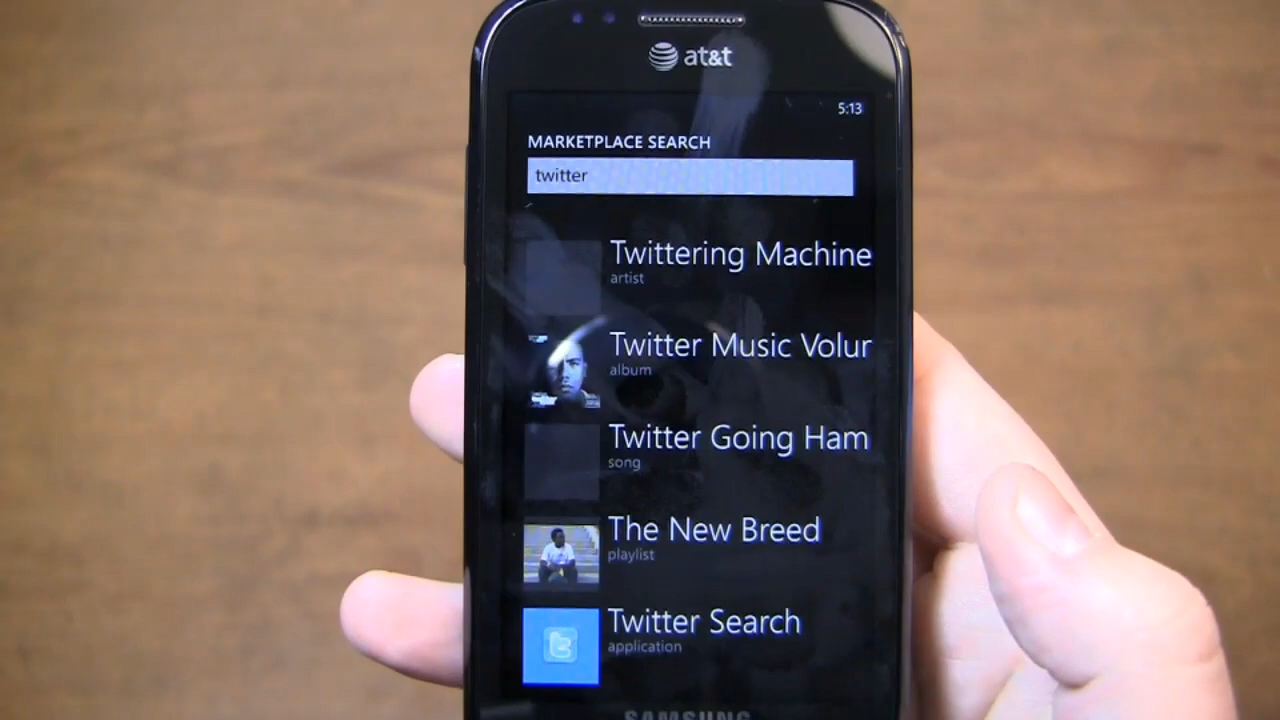 at&t
5:13
MARKETPLACE SEARCH
twitter
Twittering Machine
artist
Twitter Music Volur
album
Twitter Going Ham
song
The New Breed
playlist
Twitter Search
application
SAMSUNG